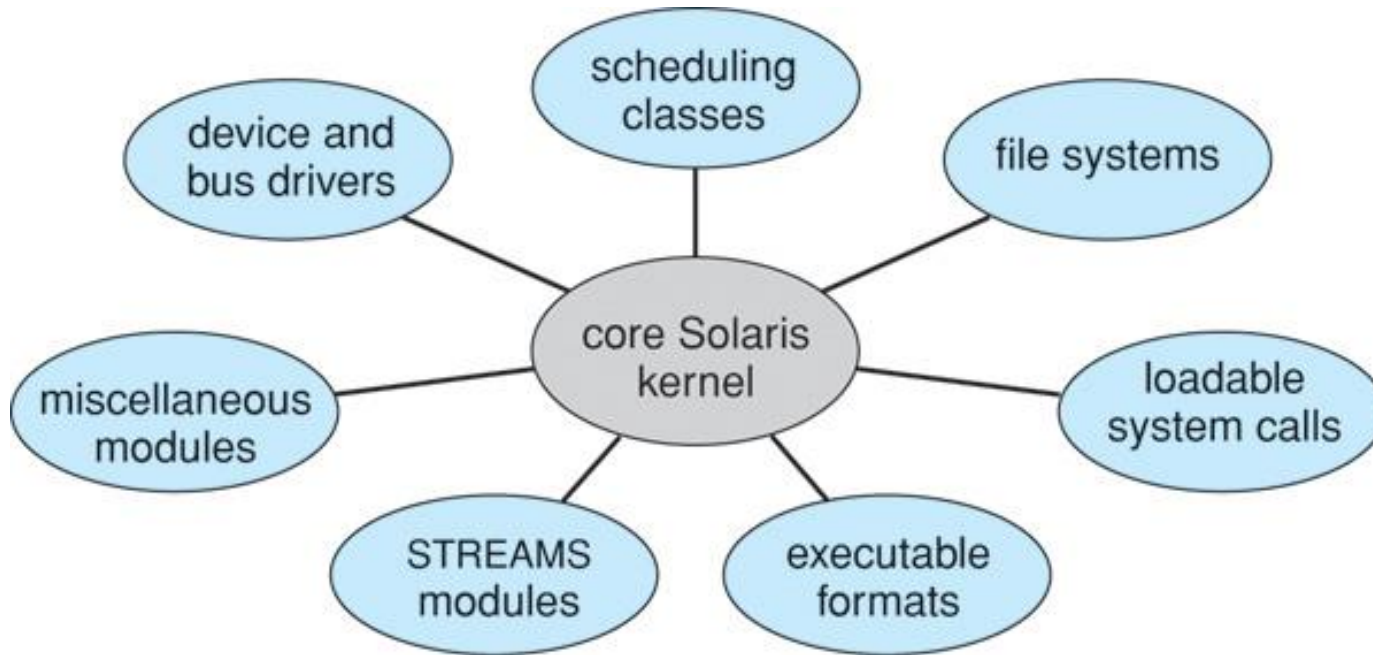 scheduling
classes
device and
bus drivers
file systems
core Solaris
kernel
loadable
system calls
miscellaneous
modules
STREAMS
modules
executable
formats